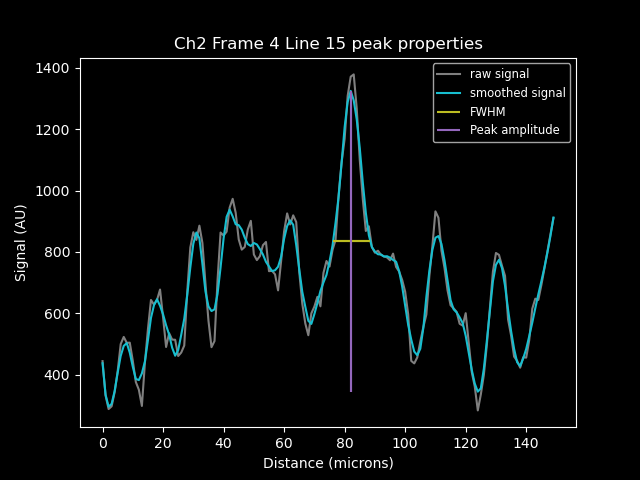 Ch2 Frame 4 Line 15 peak properties
raw signal
smoothed signal
FWHM
Peak amplitude
Signal (AU)
1400
1200
1000
800
600
400
0 20 40 60 80 100 120 140
Distance (microns)